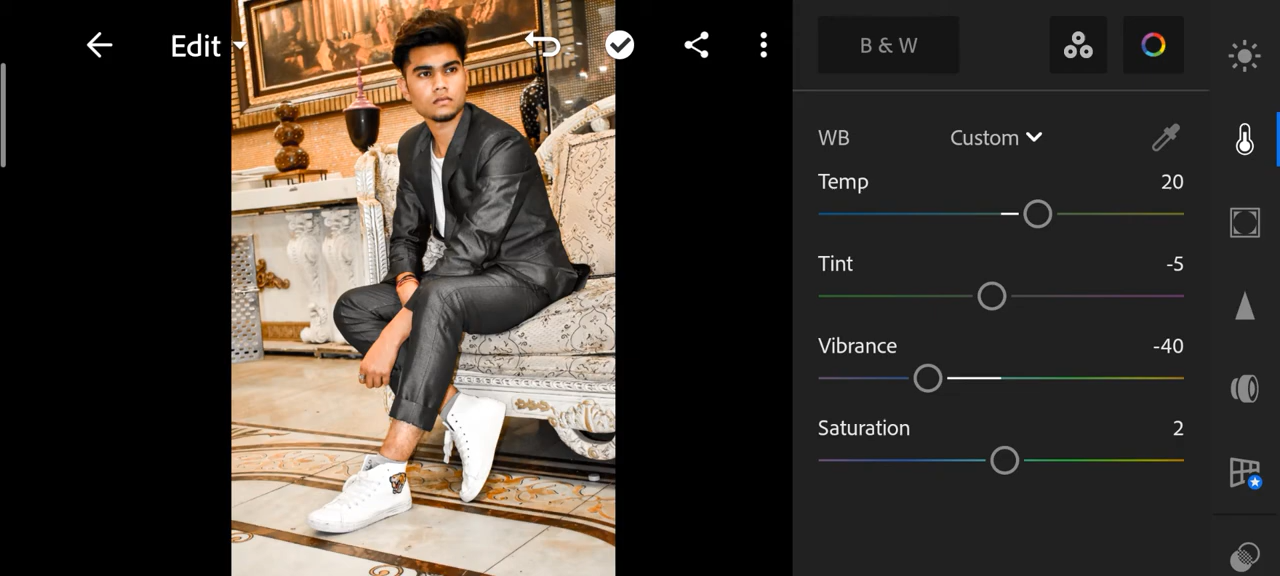 Edit
B & W
WB Custom
Temp 20
Tint -5
Vibrance -40
Saturation 2